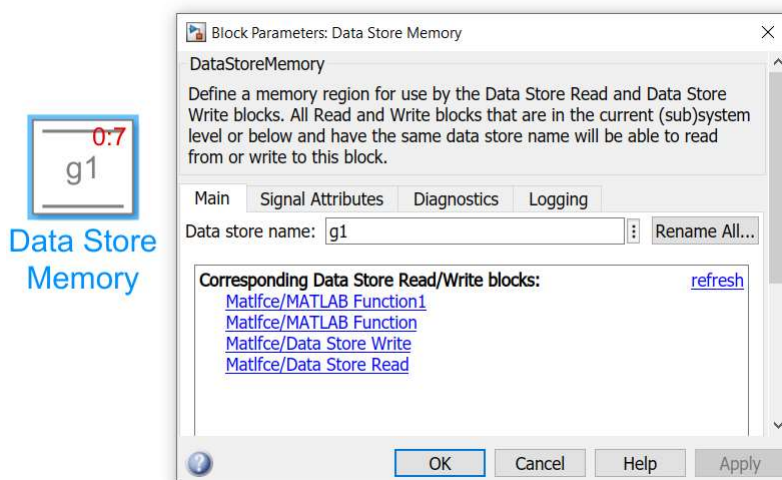 Block Parameters: Data Store Memory
DataStoreMemory
Define a memory region for use by the Data Store Read and Data Store
Write blocks. All Read and Write blocks that are in the current (sub)system
level or below and have the same data store name will be able to read
from or write to this block.
Main Signal Attributes Diagnostics Logging
Data store name: g1 Rename All...
Corresponding Data Store Read/Write blocks: refresh
Matlfce/MATLAB Function1
Matlfce/MATLAB Function
Matlfce/Data Store Write
Matlfce/Data Store Read
OK Cancel Help Apply
0:7
g1
Data Store
Memory